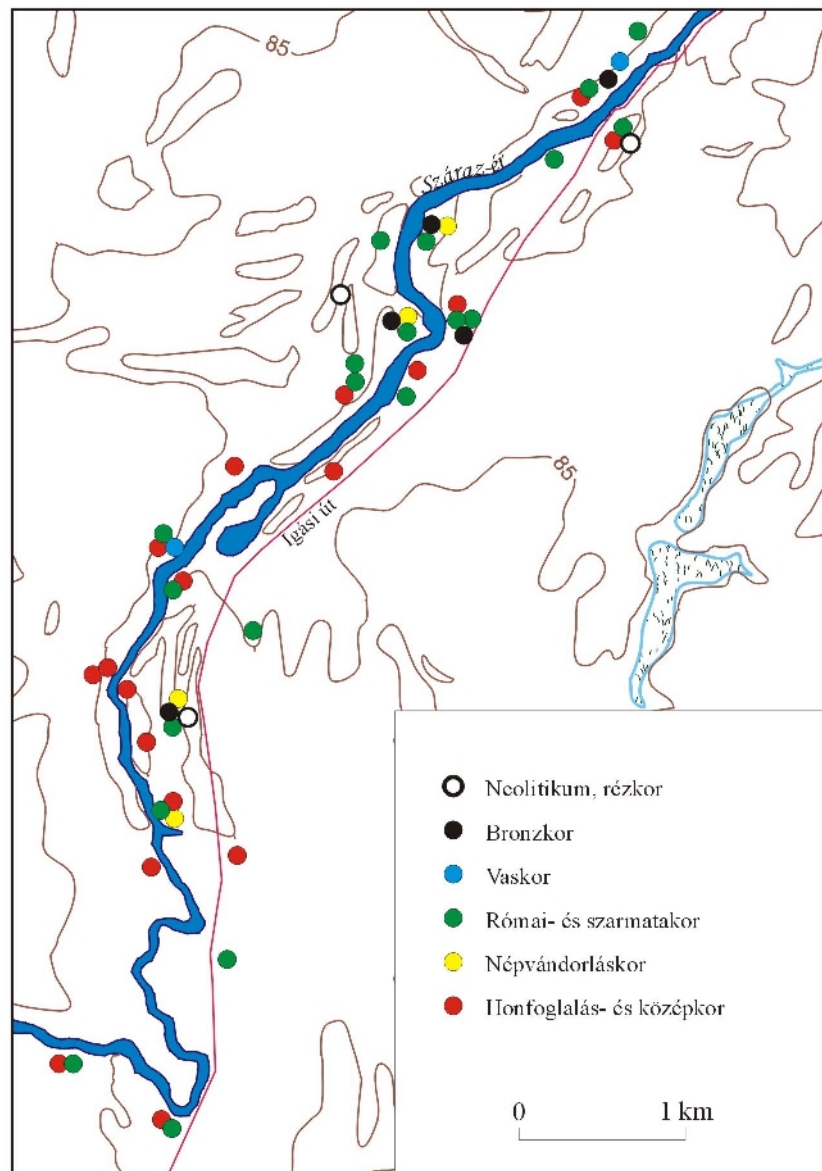 85
Száraz-ér
85
Igási út
Neolitikum, rézkor
Bronzkor
Vaskor
Római- és szarmatakor
Népvándorláskor
Honfoglalás- és középkor
0 1 km